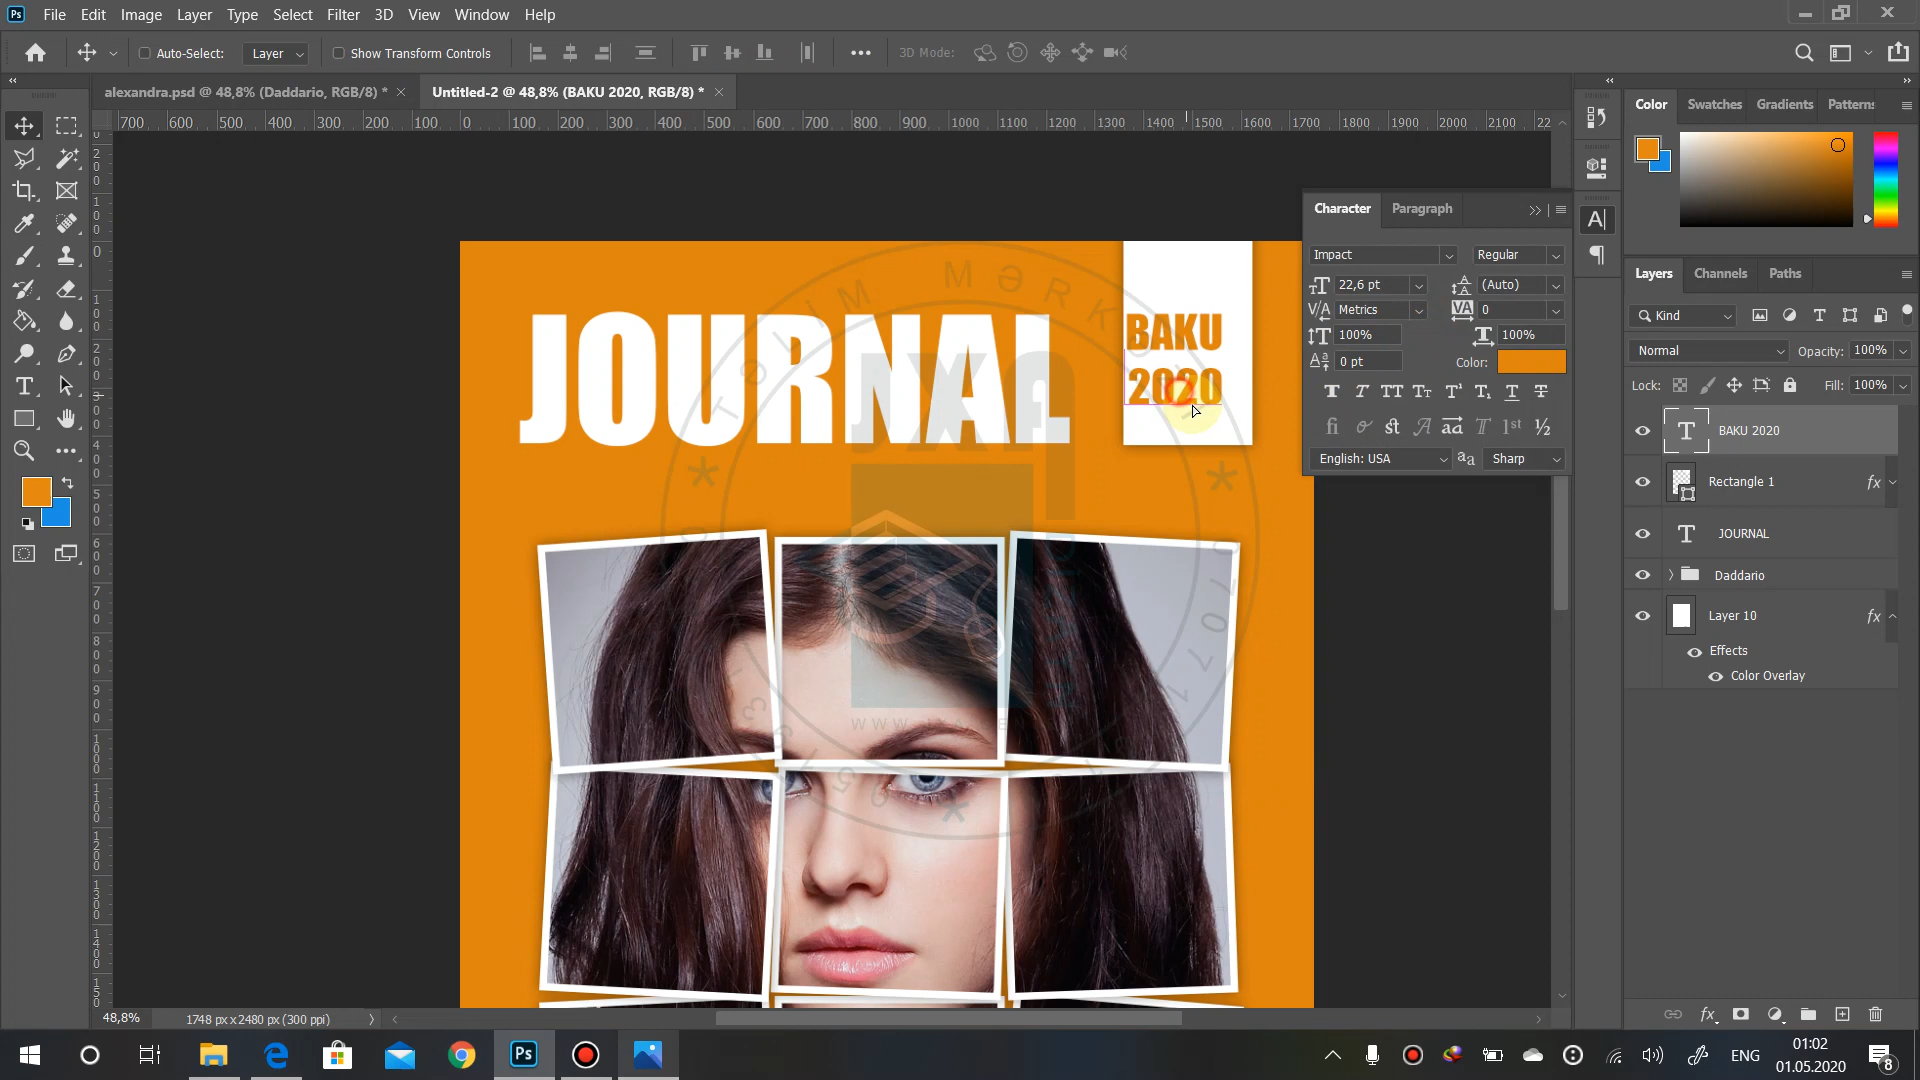 Ps File Edit Image Layer Type Select Filter 3D View Window Help
Auto-Select: Layer Show Transform Controls 3D Mode:
alexandra.psd @ 48,8% (Daddario, RGB/8) * Untitled-2 @ 48,8% (BAKU 2020, RGB/8) *
700 600 500 400 300 200 100 0 100 200 300 400 500 600 700 800 900 1000 1100 1200 1300 1400 1500 1600 1700 1800 1900 2000 2100 22
JOURNAL
BAKU
2020
TƏLİM MƏRKƏ
Character Paragraph
Impact Regular
22,6 pt (Auto)
Metrics 0
100% 100%
0 pt Color:
English: USA Sharp
Color Swatches Gradients Patterns
Layers Channels Paths
Kind
Normal Opacity: 100%
Lock: Fill: 100%
BAKU 2020
Rectangle 1 fx
JOURNAL
Daddario
Layer 10 fx
Effects
Color Overlay
48,8% 1748 px x 2480 px (300 ppi)
ENG
01:02
01.05.2020
8